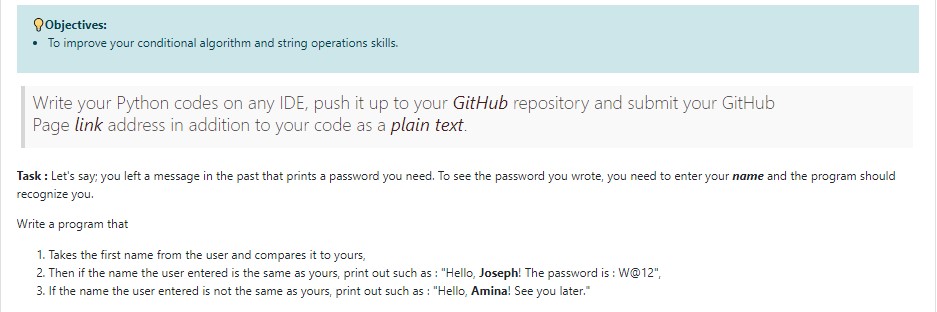 Objectives:
• To improve your conditional algorithm and string operations skills.
Write your Python codes on any IDE, push it up to your GitHub repository and submit your GitHub
Page link address in addition to your code as a plain text.
Task : Let's say; you left a message in the past that prints a password you need. To see the password you wrote, you need to enter your name and the program should
recognize you.
Write a program that
1. Takes the first name from the user and compares it to yours,
2. Then if the name the user entered is the same as yours, print out such as : "Hello, Joseph! The password is : W@12",
3. If the name the user entered is not the same as yours, print out such as : "Hello, Amina! See you later."